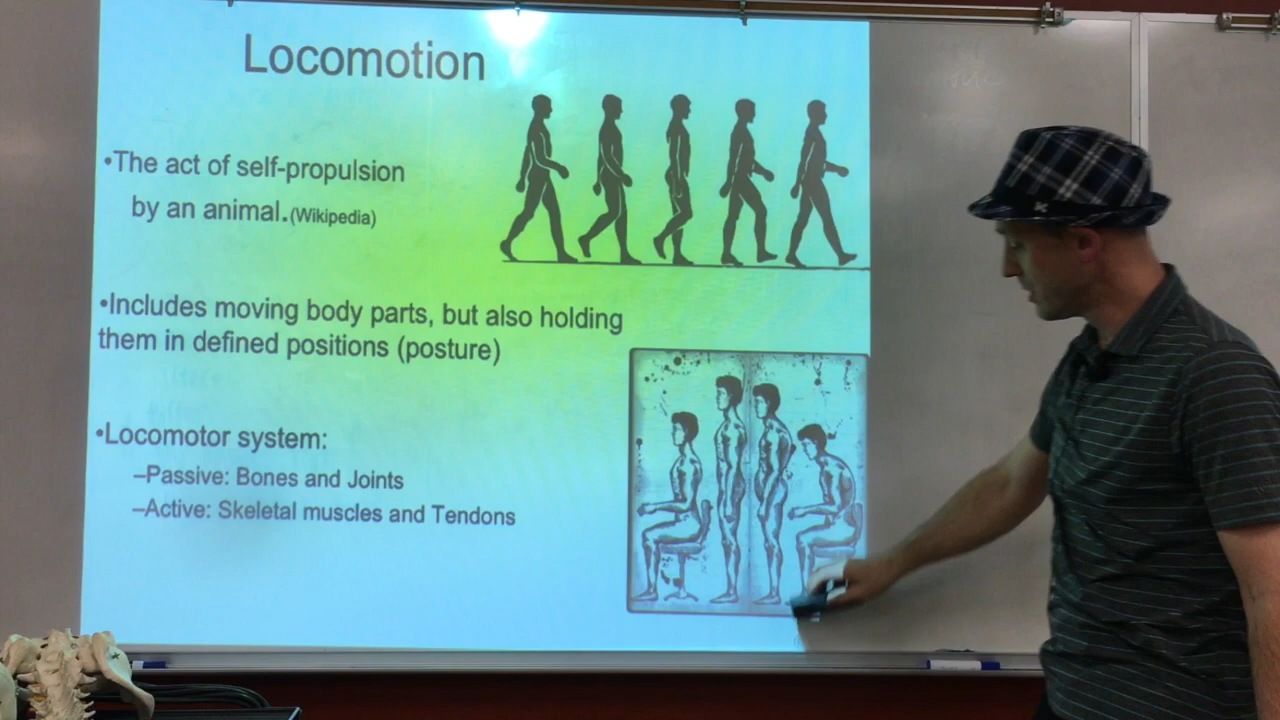 Locomotion
•The act of self-propulsion
by an animal.(Wikipedia)
•Includes moving body parts, but also holding
them in defined positions (posture)
•Locomotor system:
–Passive: Bones and Joints
–Active: Skeletal muscles and Tendons